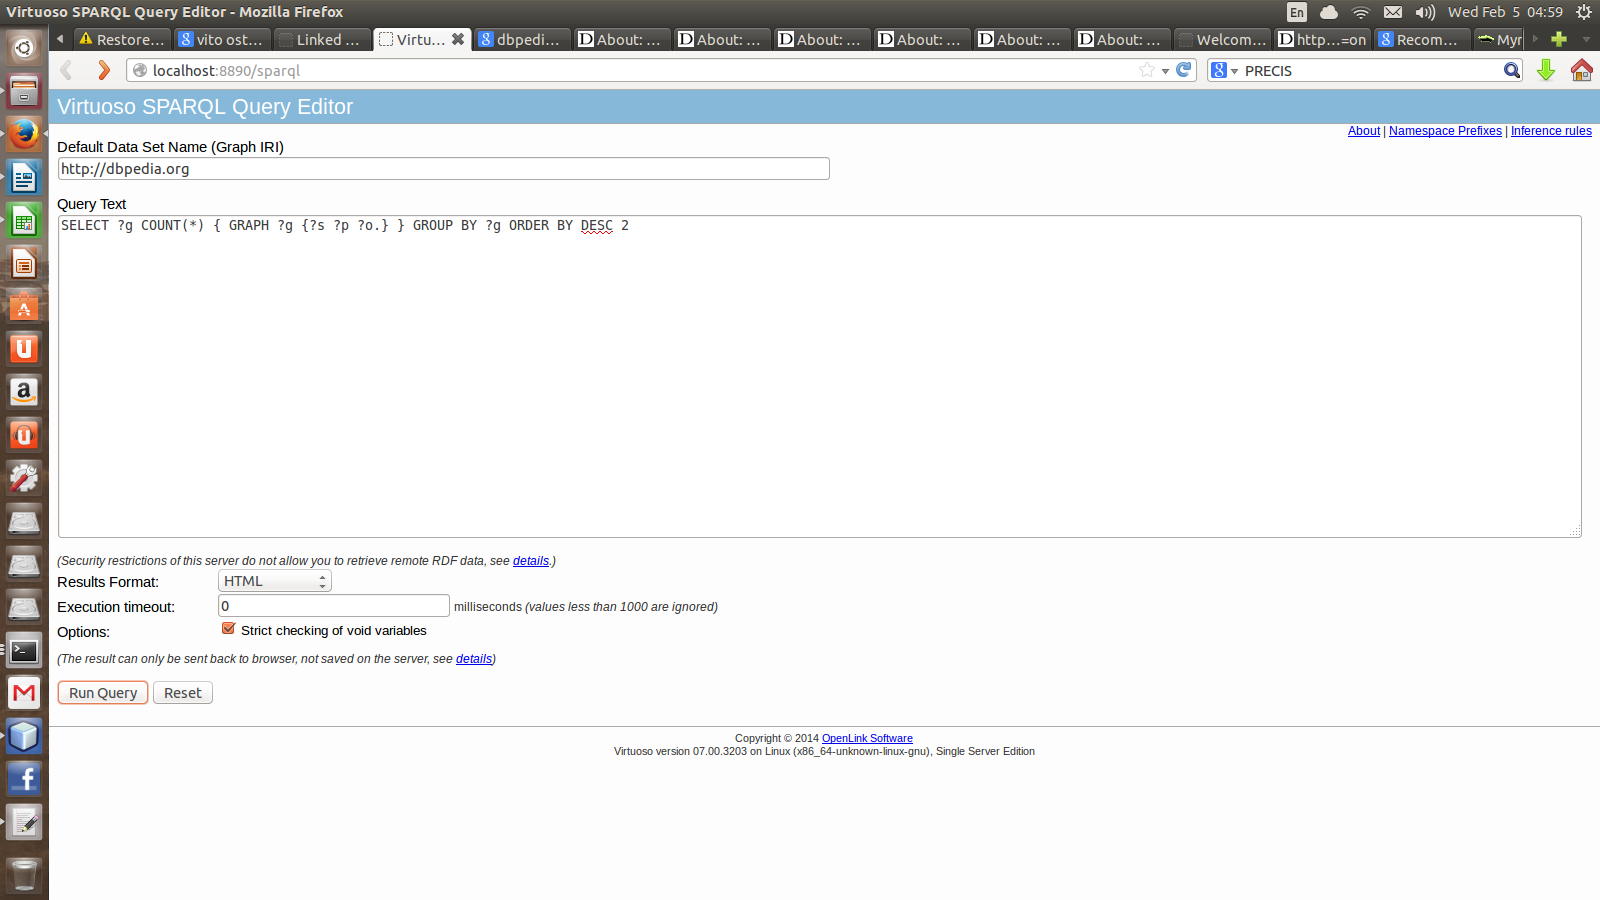 Virtuoso SPARQL Query Editor - Mozilla Firefox
En
Wed Feb 5 04:59
Restore...
vito ost...
Linked ...
Virtu...
dbpedi...
About: ...
About: ...
About: ...
About: ...
About: ...
About: ...
Welcom...
http...=on
Recom...
Myr
localhost:8890/sparql
PRECIS
Virtuoso SPARQL Query Editor
About | Namespace Prefixes | Inference rules
Default Data Set Name (Graph IRI)
http://dbpedia.org
Query Text
SELECT ?g COUNT(*) { GRAPH ?g {?s ?p ?o.} } GROUP BY ?g ORDER BY DESC 2
(Security restrictions of this server do not allow you to retrieve remote RDF data, see details.)
Results Format: HTML
Execution timeout: 0 milliseconds (values less than 1000 are ignored)
Options: Strict checking of void variables
(The result can only be sent back to browser, not saved on the server, see details)
Run Query Reset
Copyright © 2014 OpenLink Software
Virtuoso version 07.00.3203 on Linux (x86_64-unknown-linux-gnu), Single Server Edition